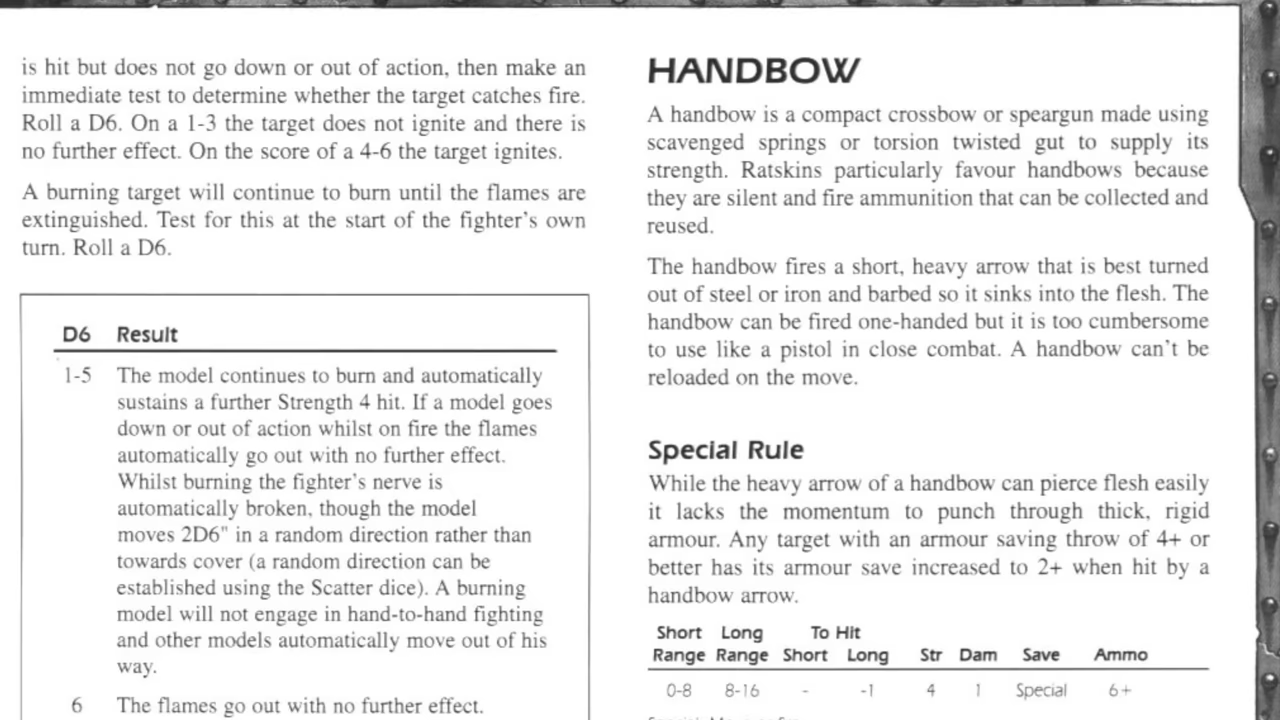 is hit but does not go down or out of action, then make an
immediate test to determine whether the target catches fire.
Roll a D6. On a 1-3 the target does not ignite and there is
no further effect. On the score of a 4-6 the target ignites.
A burning target will continue to burn until the flames are
extinguished. Test for this at the start of the fighter's own
turn. Roll a D6.
D6 Result
1-5 The model continues to burn and automatically
sustains a further Strength 4 hit. If a model goes
down or out of action whilst on fire the flames
automatically go out with no further effect.
Whilst burning the fighter's nerve is
automatically broken, though the model
moves 2D6" in a random direction rather than
towards cover (a random direction can be
established using the Scatter dice). A burning
model will not engage in hand-to-hand fighting
and other models automatically move out of his
way.
6 The flames go out with no further effect.
HANDBOW
A handbow is a compact crossbow or speargun made using
scavenged springs or torsion twisted gut to supply its
strength. Ratskins particularly favour handbows because
they are silent and fire ammunition that can be collected and
reused.
The handbow fires a short, heavy arrow that is best turned
out of steel or iron and barbed so it sinks into the flesh. The
handbow can be fired one-handed but it is too cumbersome
to use like a pistol in close combat. A handbow can't be
reloaded on the move.
Special Rule
While the heavy arrow of a handbow can pierce flesh easily
it lacks the momentum to punch through thick, rigid
armour. Any target with an armour saving throw of 4+ or
better has its armour save increased to 2+ when hit by a
handbow arrow.
Short Long To Hit
Range Range Short Long Str Dam Save Ammo
0-8 8-16 - -1 4 1 Special 6+